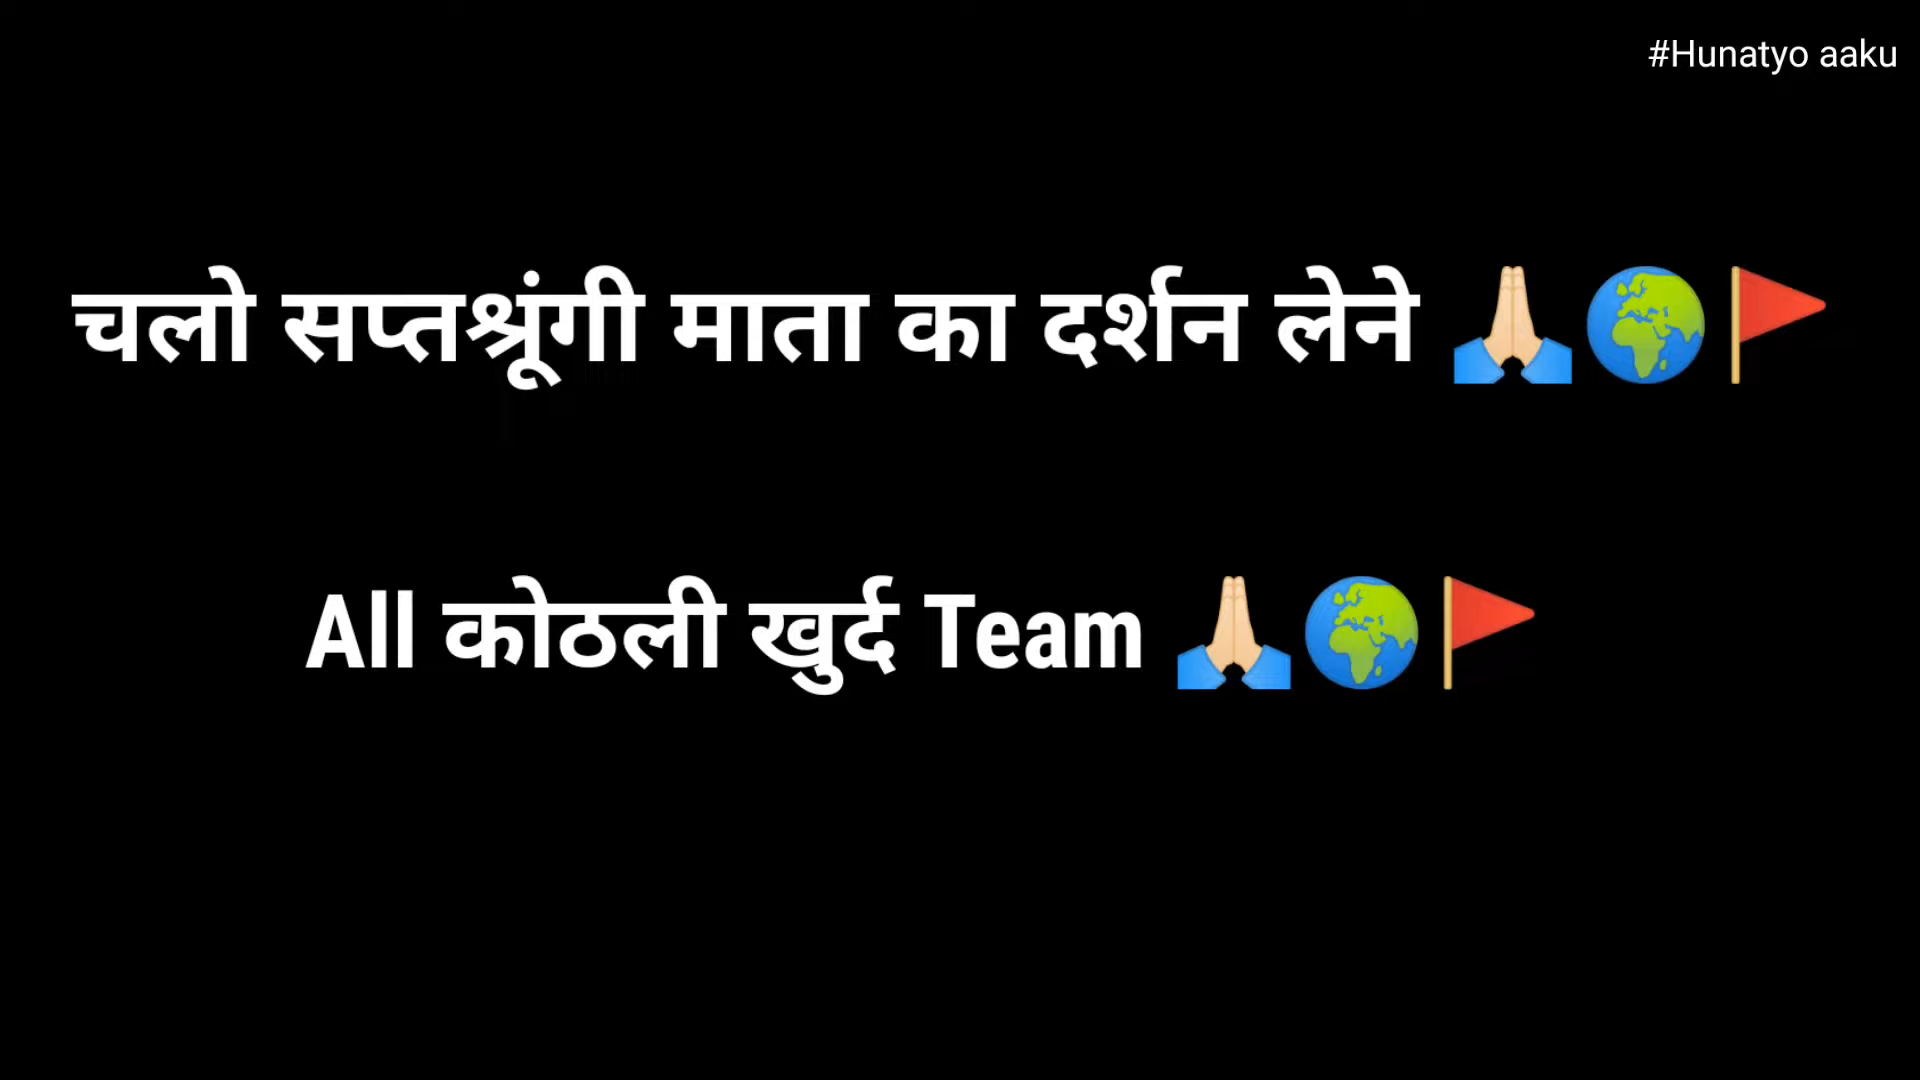 #Hunatyo aaku
चलो सप्तश्रूंगी माता का दर्शन लेने 🙏🏻🌍🚩
All कोठली खुर्द Team 🙏🏻🌍🚩